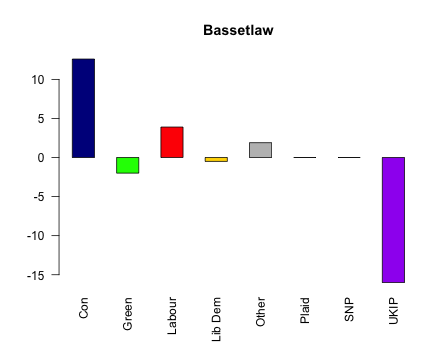 Bassetlaw
10
5
0
-5
-10
-15
Con
Green
Labour
Lib Dem
Other
Plaid
SNP
UKIP